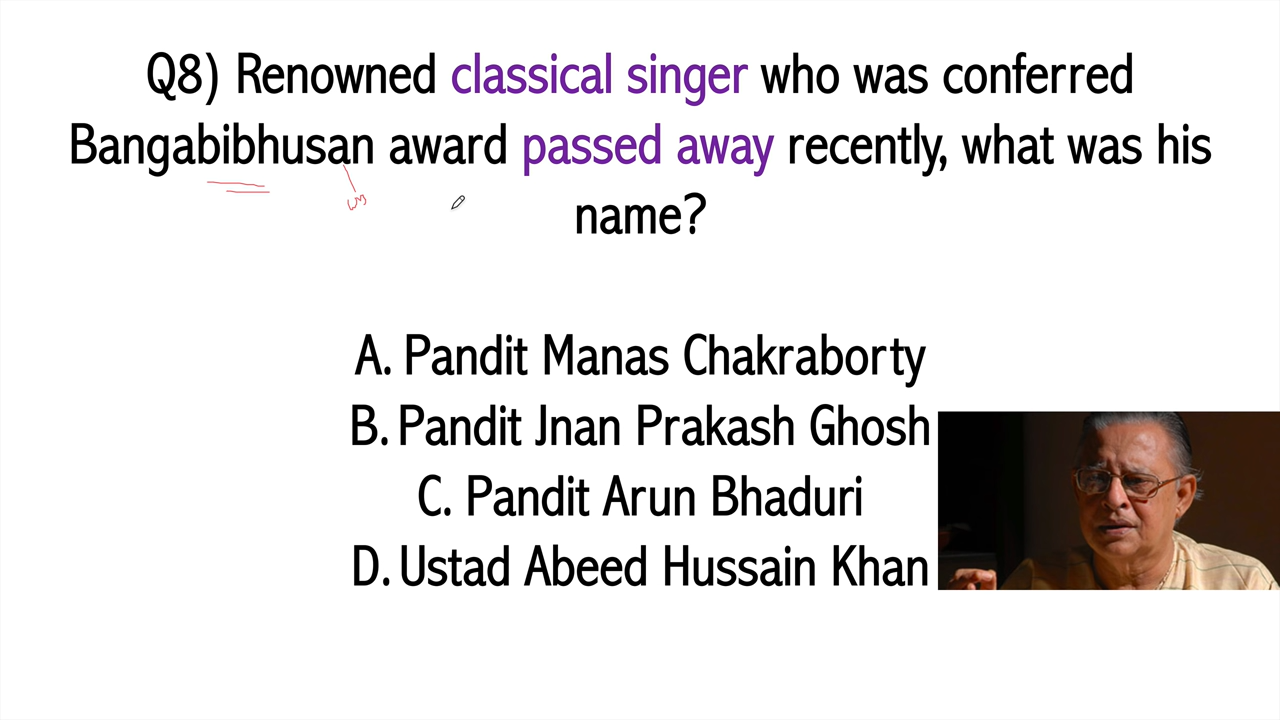 Q8) Renowned classical singer who was conferred
Bangabibhusan award passed away recently, what was his
name?
A. Pandit Manas Chakraborty
B. Pandit Jnan Prakash Ghosh
C. Pandit Arun Bhaduri
D. Ustad Abeed Hussain Khan